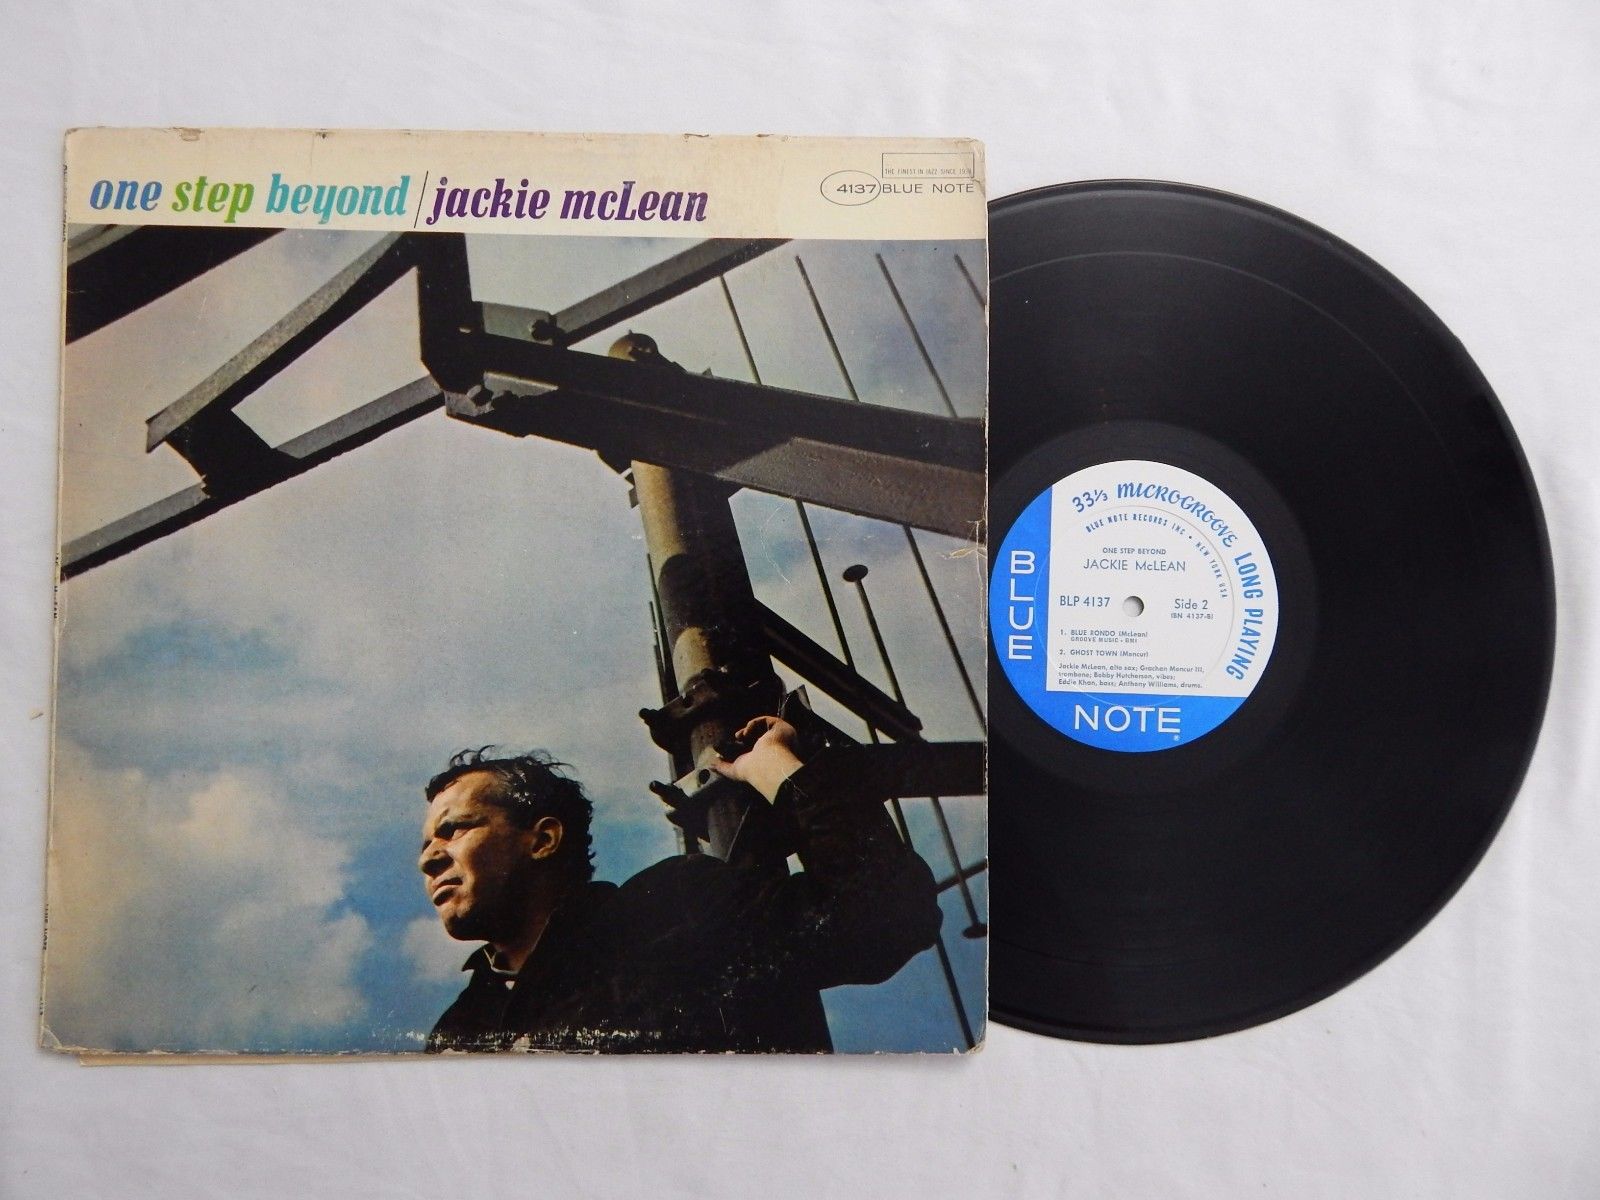 one step beyond / jackie mcLean
THE FINEST IN JAZZ SINCE 1939
4137 BLUE NOTE
33⅓ MICROGROOVE LONG PLAYING
BLUE NOTE RECORDS INC • NEW YORK USA
ONE STEP BEYOND
JACKIE McLEAN
BLP 4137
Side 2
(BN 4137-B)
1. BLUE RONDO (McLean)
GROOVE MUSIC - BMI
2. GHOST TOWN (Moncur)
Jackie McLean, alto sax; Grachan Moncur III,
trombone; Bobby Hutcherson, vibes;
Eddie Khan, bass; Anthony Williams, drums.
BLUE
NOTE
®